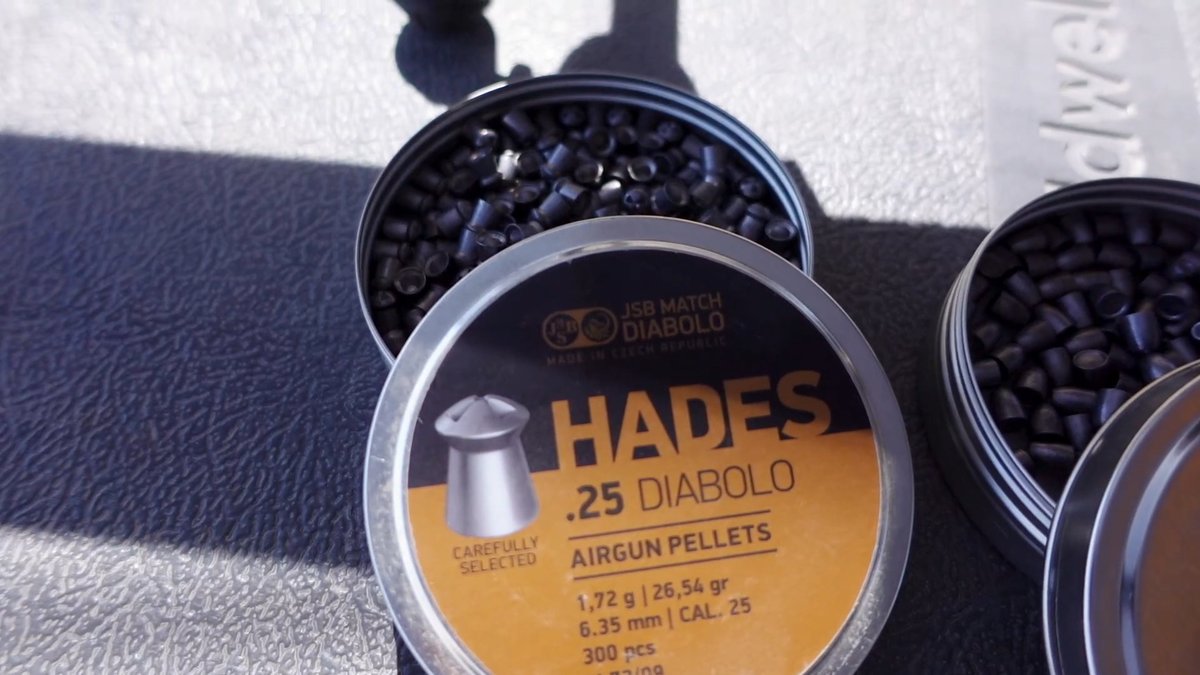 JSB
JSB MATCH
DIABOLO
MADE IN CZECH REPUBLIC
HADES
.25 DIABOLO
AIRGUN PELLETS
CAREFULLY
SELECTED
1,72 g | 26,54 gr
6.35 mm | CAL. 25
300 pcs